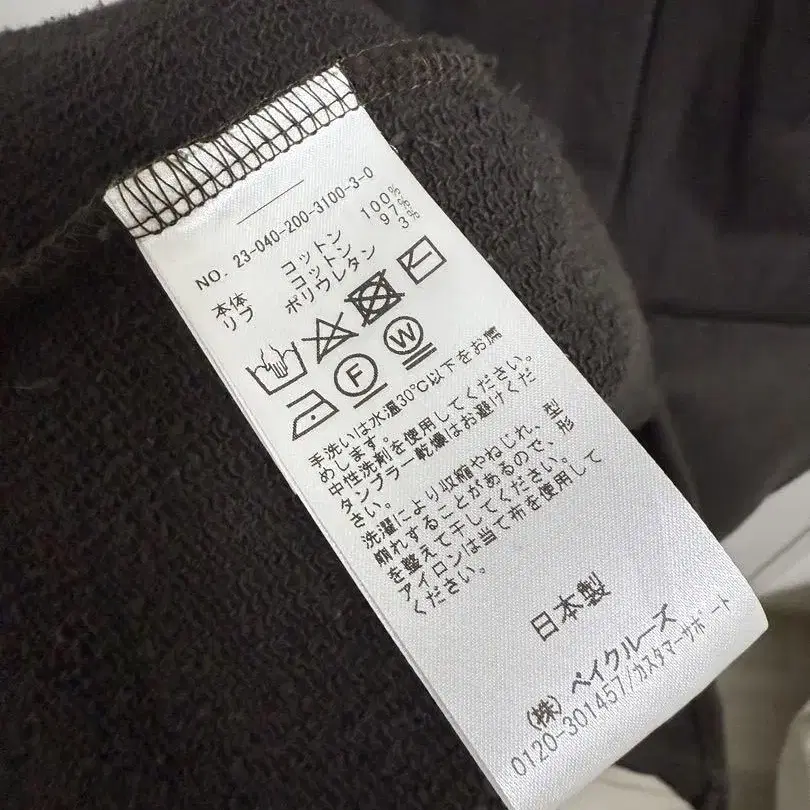 NO. 23-040-200-3100-3-0
本体 コットン 100%
リブ コットン 97%
ポリウレタン 3%
F W
手洗いは水温30℃以下をお薦
めします。
中性洗剤を使用してください。
タンブラー乾燥はお避けくだ
さい。
洗濯により収縮やねじれ、型
崩れすることがあるので、形
を整えて干してください。
アイロンは当て布を使用して
ください。
日本製
(株) ベイクルーズ
0120-301457/カスタマーサポート